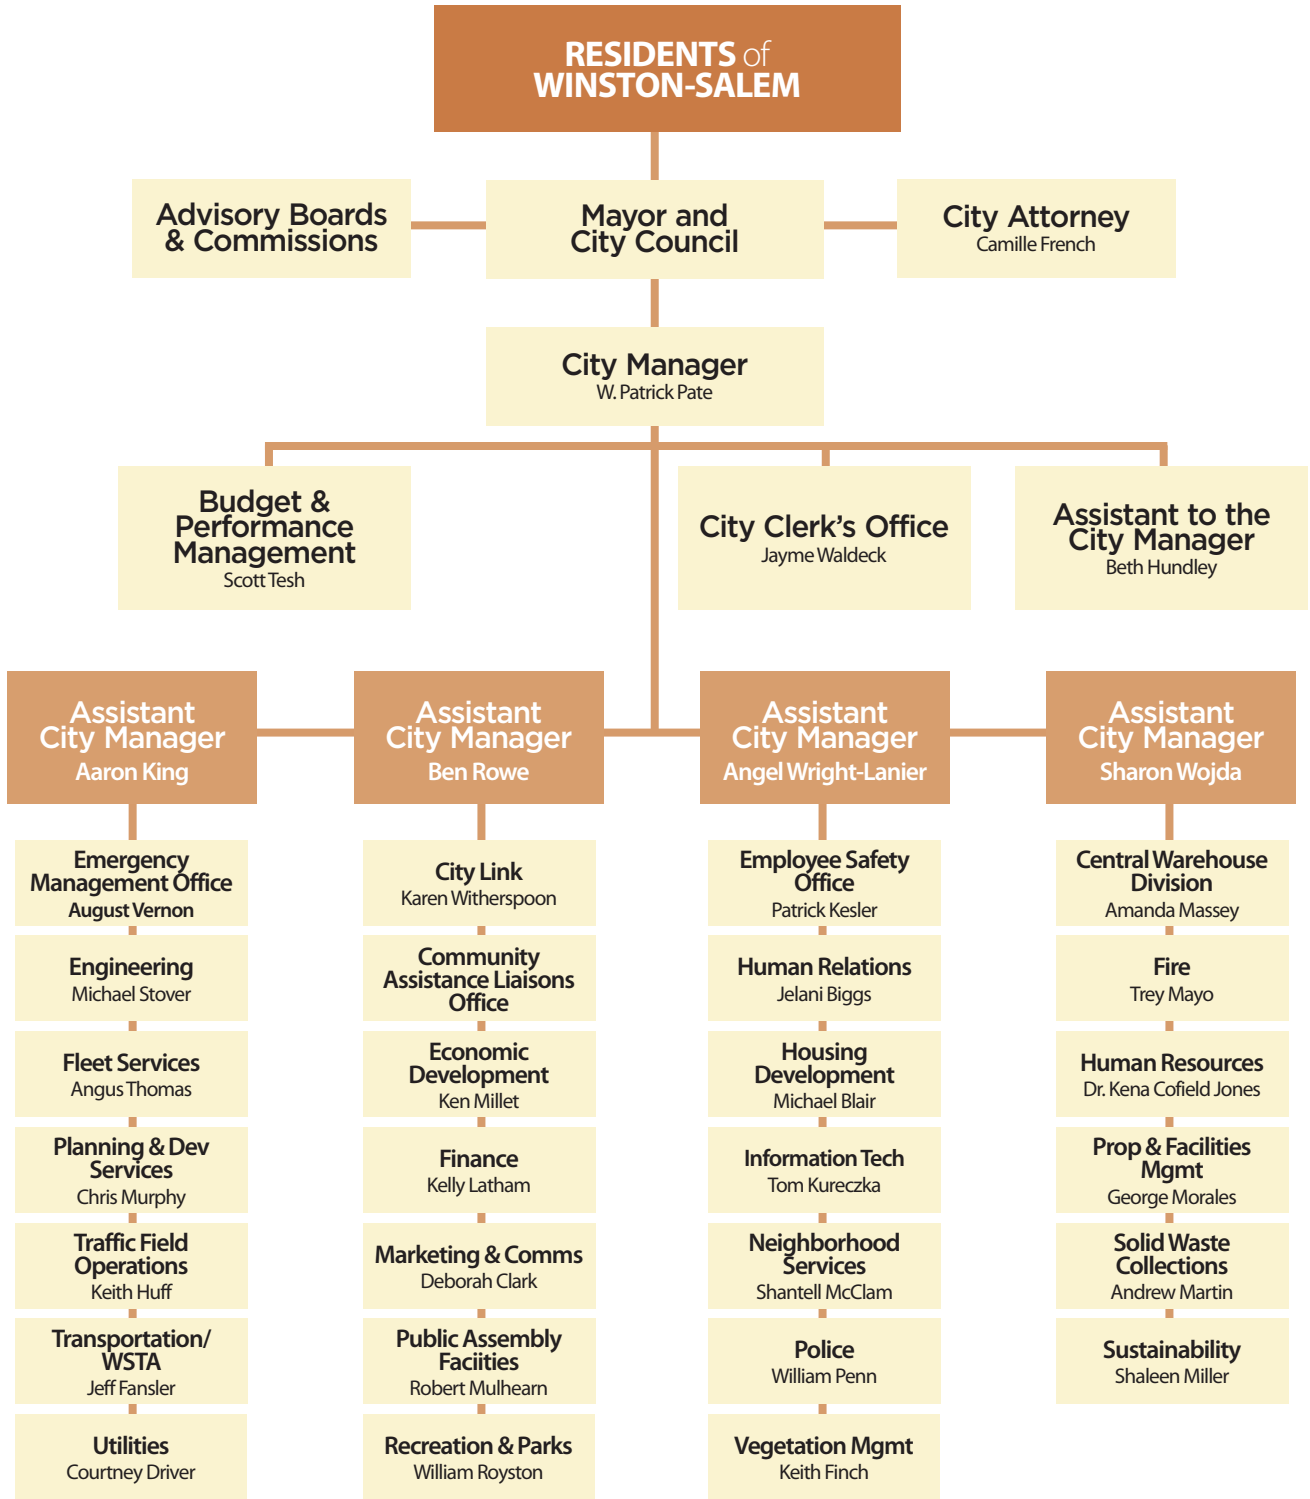 RESIDENTS of
WINSTON-SALEM
Advisory Boards
& Commissions
Mayor and
City Council
City Attorney
Camille French
City Manager
W. Patrick Pate
Budget &
Performance
Management
Scott Tesh
City Clerk's Office
Jayme Waldeck
Assistant to the
City Manager
Beth Hundley
Assistant
City Manager
Aaron King
Emergency
Management Office
August Vernon
Engineering
Michael Stover
Fleet Services
Angus Thomas
Planning & Dev
Services
Chris Murphy
Traffic Field
Operations
Keith Huff
Transportation/
WSTA
Jeff Fansler
Utilities
Courtney Driver
Assistant
City Manager
Ben Rowe
City Link
Karen Witherspoon
Community
Assistance Liaisons
Office
Economic
Development
Ken Millet
Finance
Kelly Latham
Marketing & Comms
Deborah Clark
Public Assembly
Faciities
Robert Mulhearn
Recreation & Parks
William Royston
Assistant
City Manager
Angel Wright-Lanier
Employee Safety
Office
Patrick Kesler
Human Relations
Jelani Biggs
Housing
Development
Michael Blair
Information Tech
Tom Kureczka
Neighborhood
Services
Shantell McClam
Police
William Penn
Vegetation Mgmt
Keith Finch
Assistant
City Manager
Sharon Wojda
Central Warehouse
Division
Amanda Massey
Fire
Trey Mayo
Human Resources
Dr. Kena Cofield Jones
Prop & Facilities
Mgmt
George Morales
Solid Waste
Collections
Andrew Martin
Sustainability
Shaleen Miller